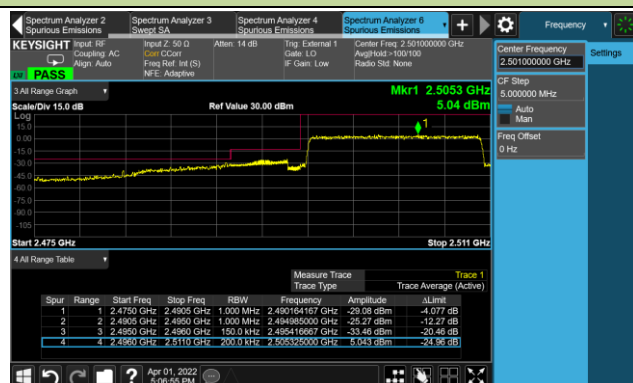 Spectrum Analyzer 2
Spurious Emissions
Spectrum Analyzer 3
Swept SA
Spectrum Analyzer 4
Spurious Emissions
Spectrum Analyzer 6
Spurious Emissions
Frequency
KEYSIGHT
Input: RF
Coupling: AC
Align: Auto
Input Z: 50 Ω
Corr CCorr
Freq Ref: Int (S)
NFE: Adaptive
Atten: 14 dB
Trig: External 1
Gate: LO
IF Gain: Low
Center Freq: 2.501000000 GHz
Avg|Hold:>100/100
Radio Std: None
LXI PASS
Center Frequency
2.501000000 GHz
Settings
CF Step
5.000000 MHz
Auto
Man
Freq Offset
0 Hz
3 All Range Graph
Mkr1 2.5053 GHz
Scale/Div 15.0 dB
Ref Value 30.00 dBm
5.04 dBm
Log
15.0
0.00
-15.0
-30.0
-45.0
-60.0
-75.0
-90.0
-105
1
Start 2.475 GHz
Stop 2.511 GHz
4 All Range Table
Measure Trace Trace 1
Trace Type Trace Average (Active)
Spur Range Start Freq Stop Freq RBW Frequency Amplitude ΔLimit
1 1 2.4750 GHz 2.4905 GHz 1.000 MHz 2.490164167 GHz -29.08 dBm -4.077 dB
2 2 2.4905 GHz 2.4950 GHz 1.000 MHz 2.494985000 GHz -25.27 dBm -12.27 dB
3 3 2.4950 GHz 2.4960 GHz 150.0 kHz 2.495416667 GHz -33.46 dBm -20.46 dB
4 4 2.4960 GHz 2.5110 GHz 200.0 kHz 2.505325000 GHz 5.043 dBm -24.96 dB
Apr 01, 2022
5:06:55 PM